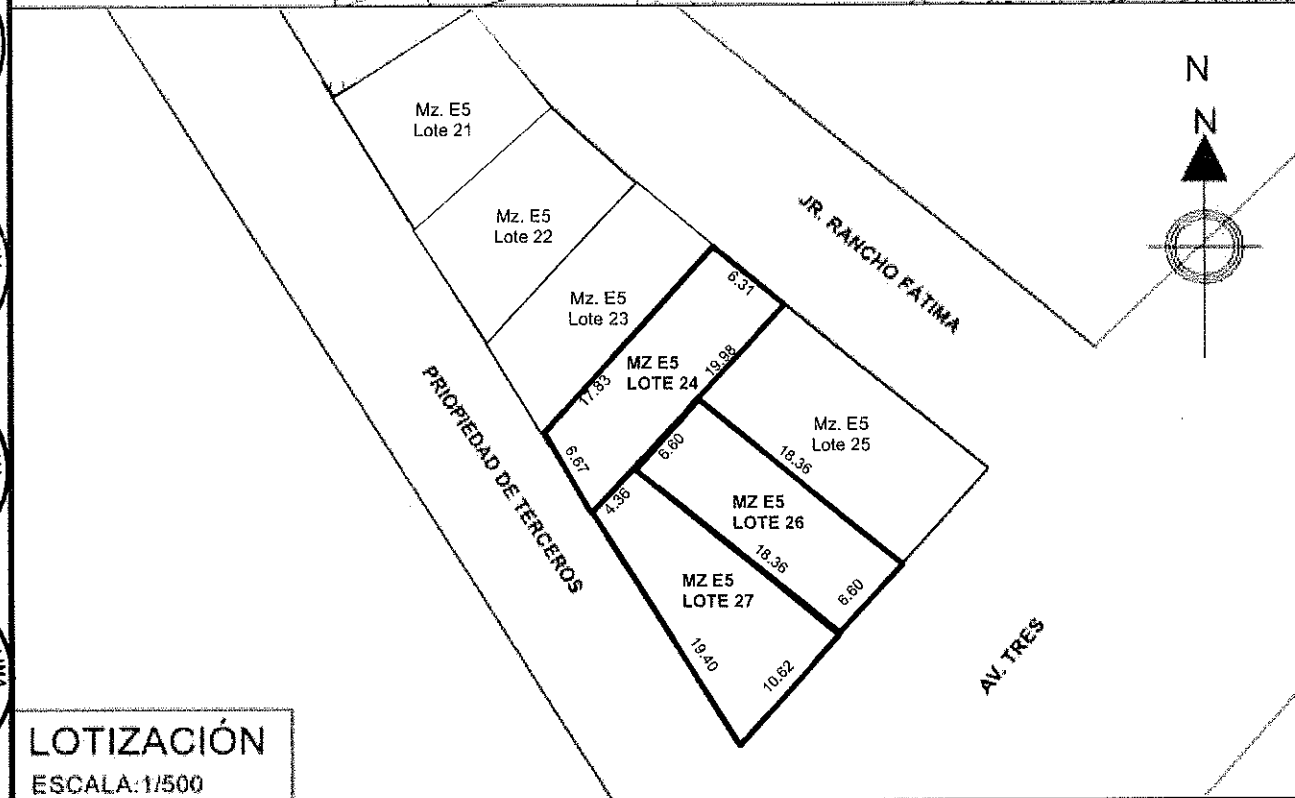 N
N
Mz. E5
Lote 21
Mz. E5
Lote 22
Mz. E5
Lote 23
JR. RANCHO FÁTIMA
6.31
MZ E5
LOTE 24
17.83
19.98
6.67
PRIOPIEDAD DE TERCEROS
Mz. E5
Lote 25
6.60
18.36
4.36
MZ E5
LOTE 26
18.36
6.60
MZ E5
LOTE 27
19.40
10.62
AV. TRES
LOTIZACIÓN
ESCALA:1/500